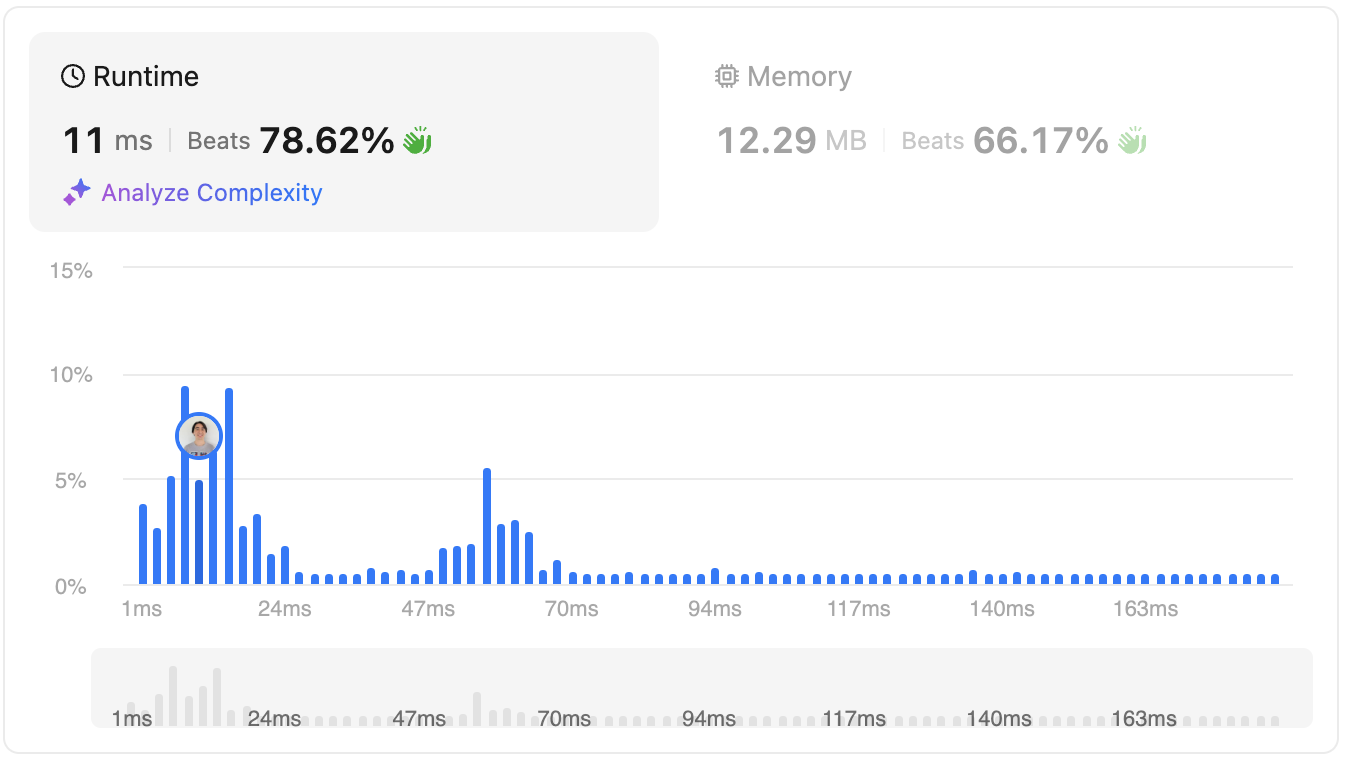 Runtime
11 ms | Beats 78.62%
Analyze Complexity
Memory
12.29 MB | Beats 66.17%
15%
10%
5%
0%
1ms 24ms 47ms 70ms 94ms 117ms 140ms 163ms
1ms 24ms 47ms 70ms 94ms 117ms 140ms 163ms